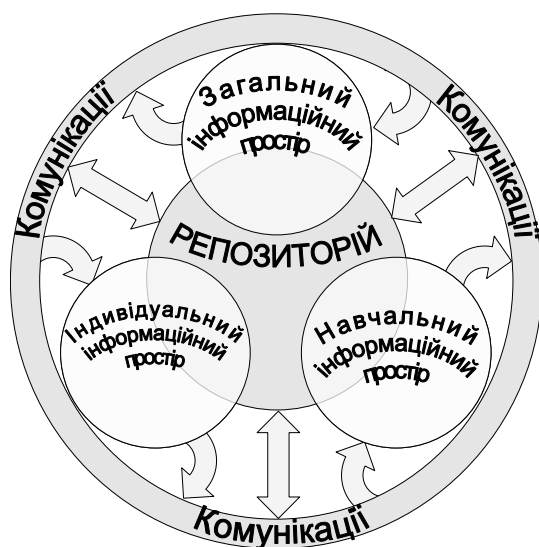 Комунікації
Комунікації
Загальний
інформаційний
простір
РЕПОЗИТОРІЙ
Індивідуальний
інформаційний
простір
Навчальний
інформаційний
простір
Комунікації